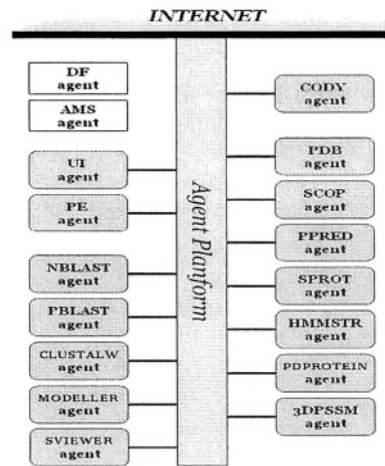 INTERNET
DF
agent
AMS
agent
UI
agent
PE
agent
NBLAST
agent
PBLAST
agent
CLUSTALW
agent
MODELLER
agent
SVIEWER
agent
Agent Planform
CODY
agent
PDB
agent
SCOP
agent
PPRED
agent
SPROT
agent
HMMSTR
agent
PDPROTEIN
agent
3DPSSM
agent